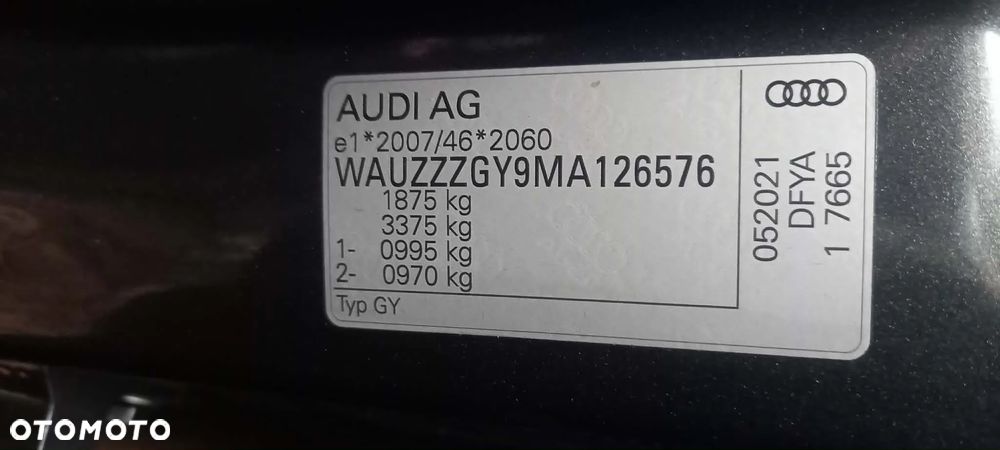 AUDI AG
e1*2007/46*2060
WAUZZZGY9MA126576
1875 kg
3375 kg
1- 0995 kg
2- 0970 kg
Typ GY
052021
DFYA
1 7665
OTOMOTO